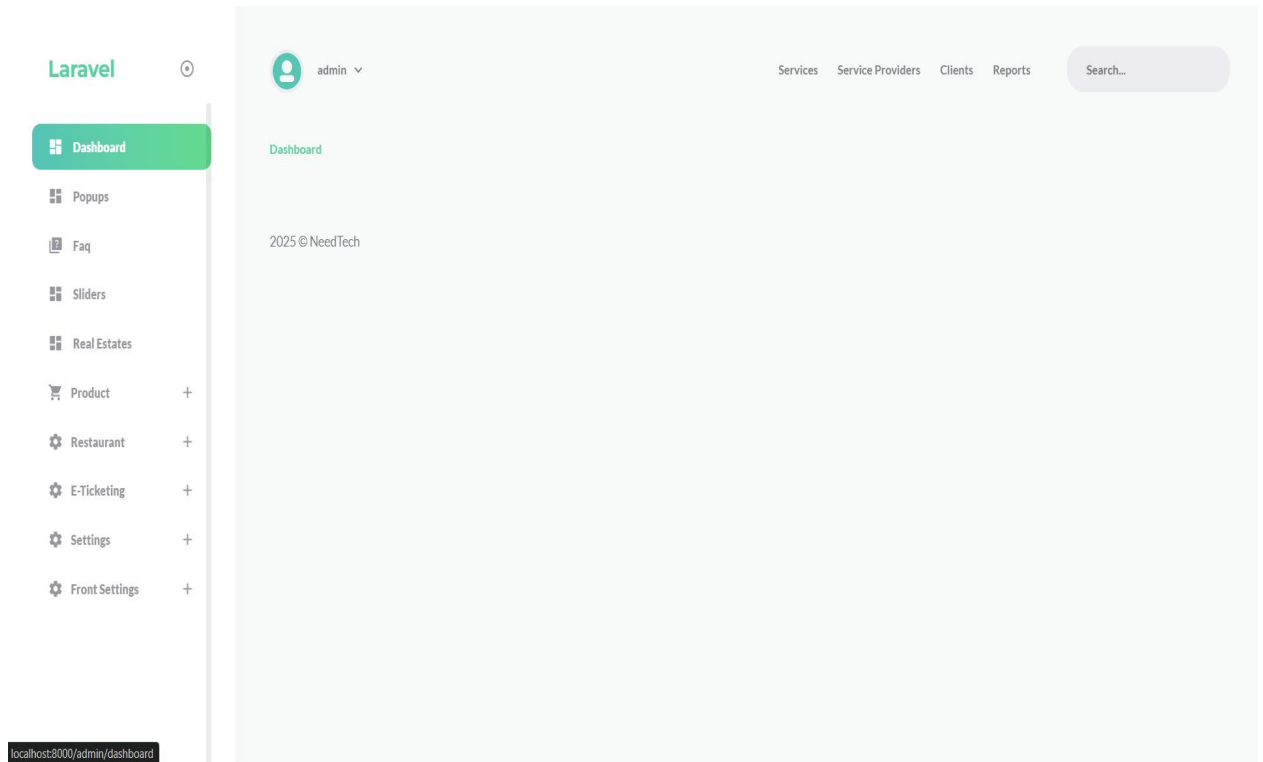 Laravel
admin
Services Service Providers Clients Reports
Search...
Dashboard
Popups
Faq
Sliders
Real Estates
Product +
Restaurant +
E-Ticketing +
Settings +
Front Settings +
Dashboard
2025 © NeedTech
localhost:8000/admin/dashboard